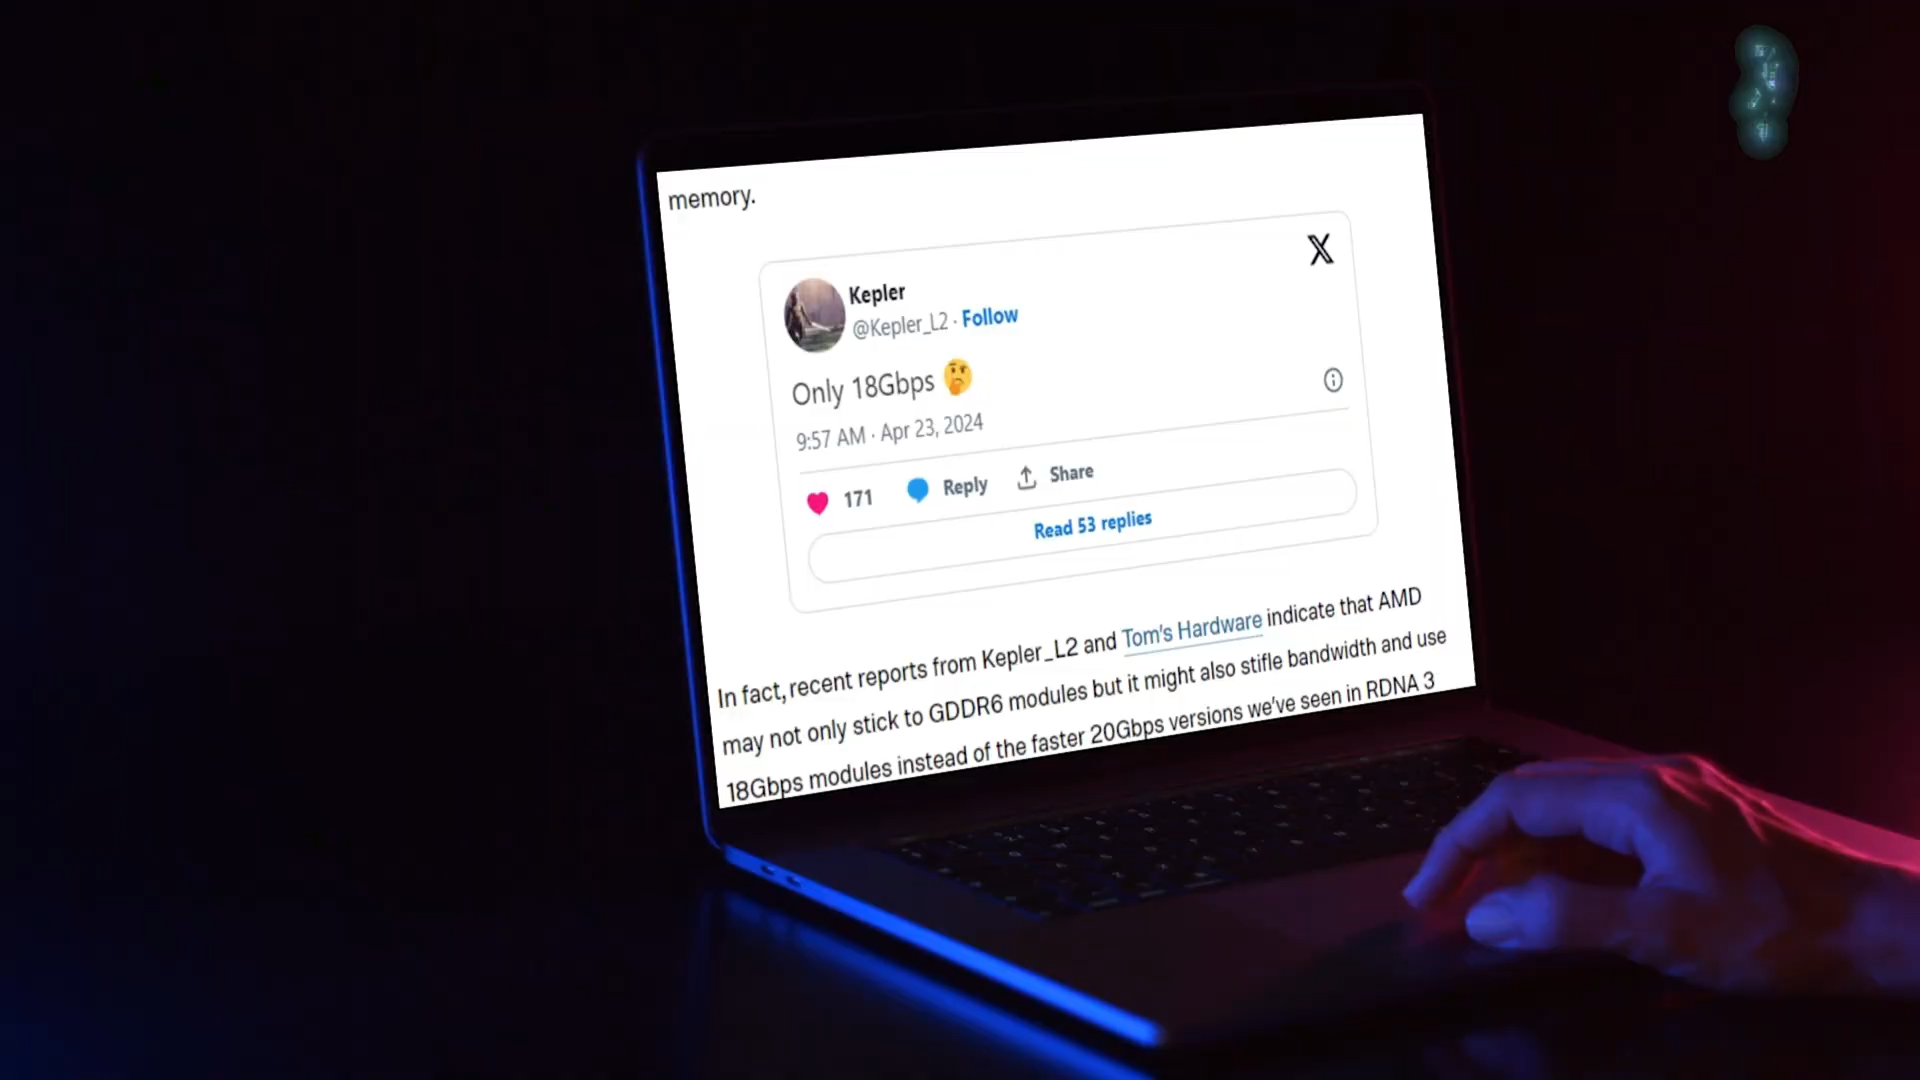 memory.
Kepler
@Kepler_L2 · Follow
Only 18Gbps 🤔
9:57 AM · Apr 23, 2024
171 Reply Share
Read 53 replies
In fact, recent reports from Kepler_L2 and Tom's Hardware indicate that AMD
may not only stick to GDDR6 modules but it might also stifle bandwidth and use
18Gbps modules instead of the faster 20Gbps versions we've seen in RDNA 3